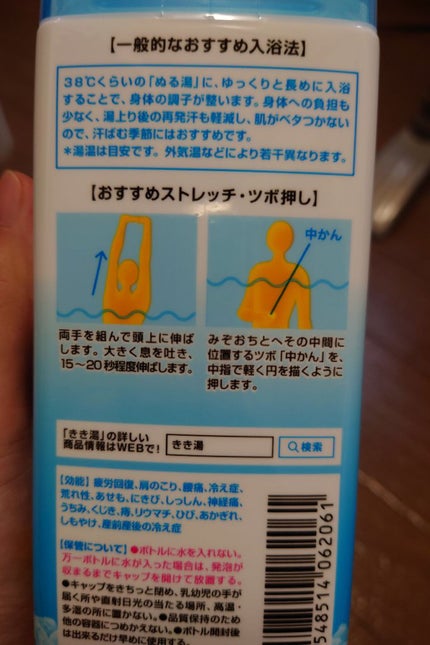 【一般的なおすすめ入浴法】
38℃くらいの「ぬる湯」に、ゆっくりと長めに入浴
することで、身体の調子が整います。身体への負担も
少なく、湯上り後の再発汗も軽減し、肌がベタつかない
ので、汗ばむ季節にはおすすめです。
*湯温は目安です。外気温などにより若干異なります。
【おすすめストレッチ・ツボ押し】
中かん
両手を組んで頭上に伸ば
します。大きく息を吐き、
15～20秒程度伸ばします。
みぞおちとへその中間に
位置するツボ「中かん」を、
中指で軽く円を描くように
押します。
「きき湯」の詳しい
商品情報はWEBで!
きき湯
検索
【効能】疲労回復、肩のこり、腰痛、冷え症、
荒れ性、あせも、にきび、しっしん、神経痛、
うちみ、くじき、痔、リウマチ、ひび、あかぎれ、
しもやけ、産前産後の冷え症
【保管について】●ボトルに水を入れない。
万一ボトルに水が入った場合は、発泡が
収まるまでキャップを開けて放置する。
●キャップをきちっと閉め、乳幼児の手が
届く所や直射日光の当たる場所、高温・
多湿の所に置かない。●品質保持のため
他の容器につめかえない。●ボトル開封後
は出来るだけ早めに使用する。
548514 062061